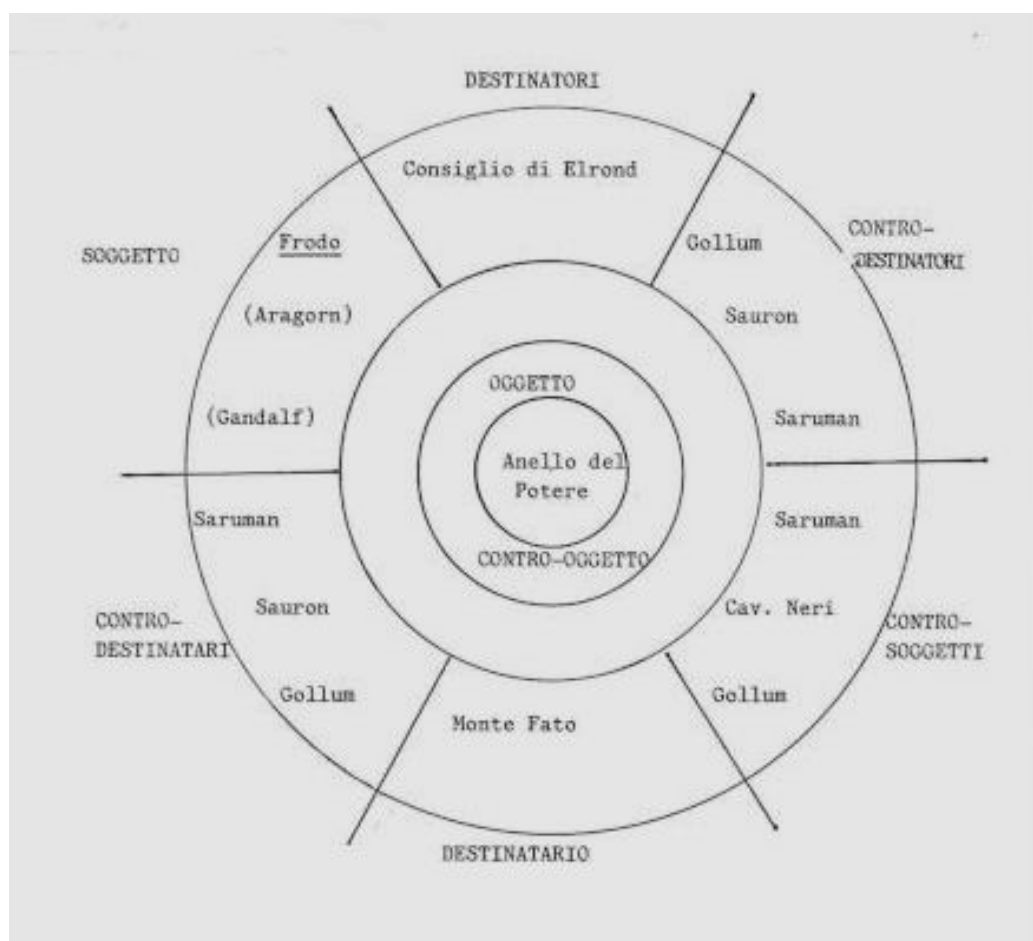 DESTINATORI
Consiglio di Elrond
SOGGETTO
Frodo
(Aragorn)
(Gandalf)
Gollum
Sauron
Saruman
CONTRO-
DESTINATORI
OGGETTO
Anello del
Potere
CONTRO-OGGETTO
Saruman
Sauron
Gollum
CONTRO-
DESTINATARI
Saruman
Cav. Neri
Gollum
CONTRO-
SOGGETTI
Monte Fato
DESTINATARIO